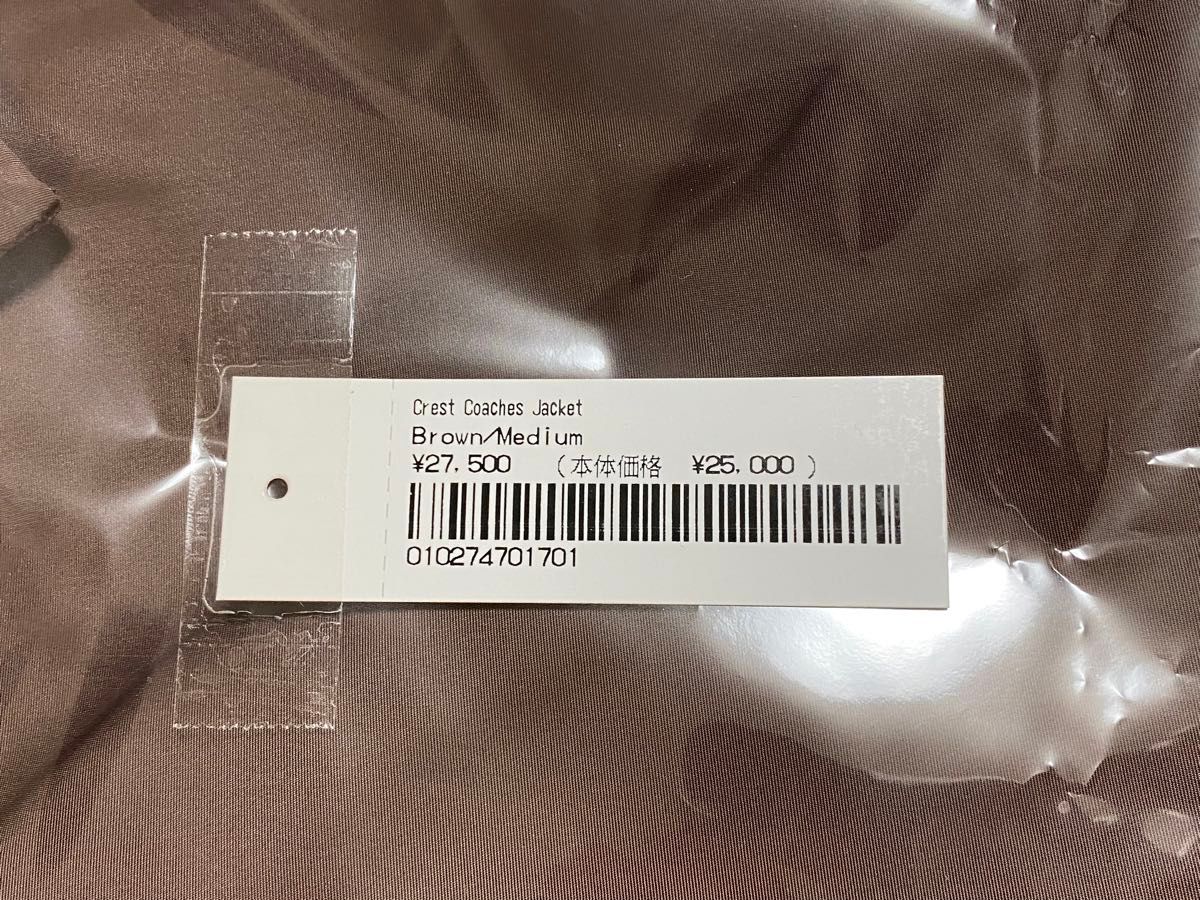 Crest Coaches Jacket
Brown/Medium
¥27,500 (本体価格 ¥25,000 )
010274701701